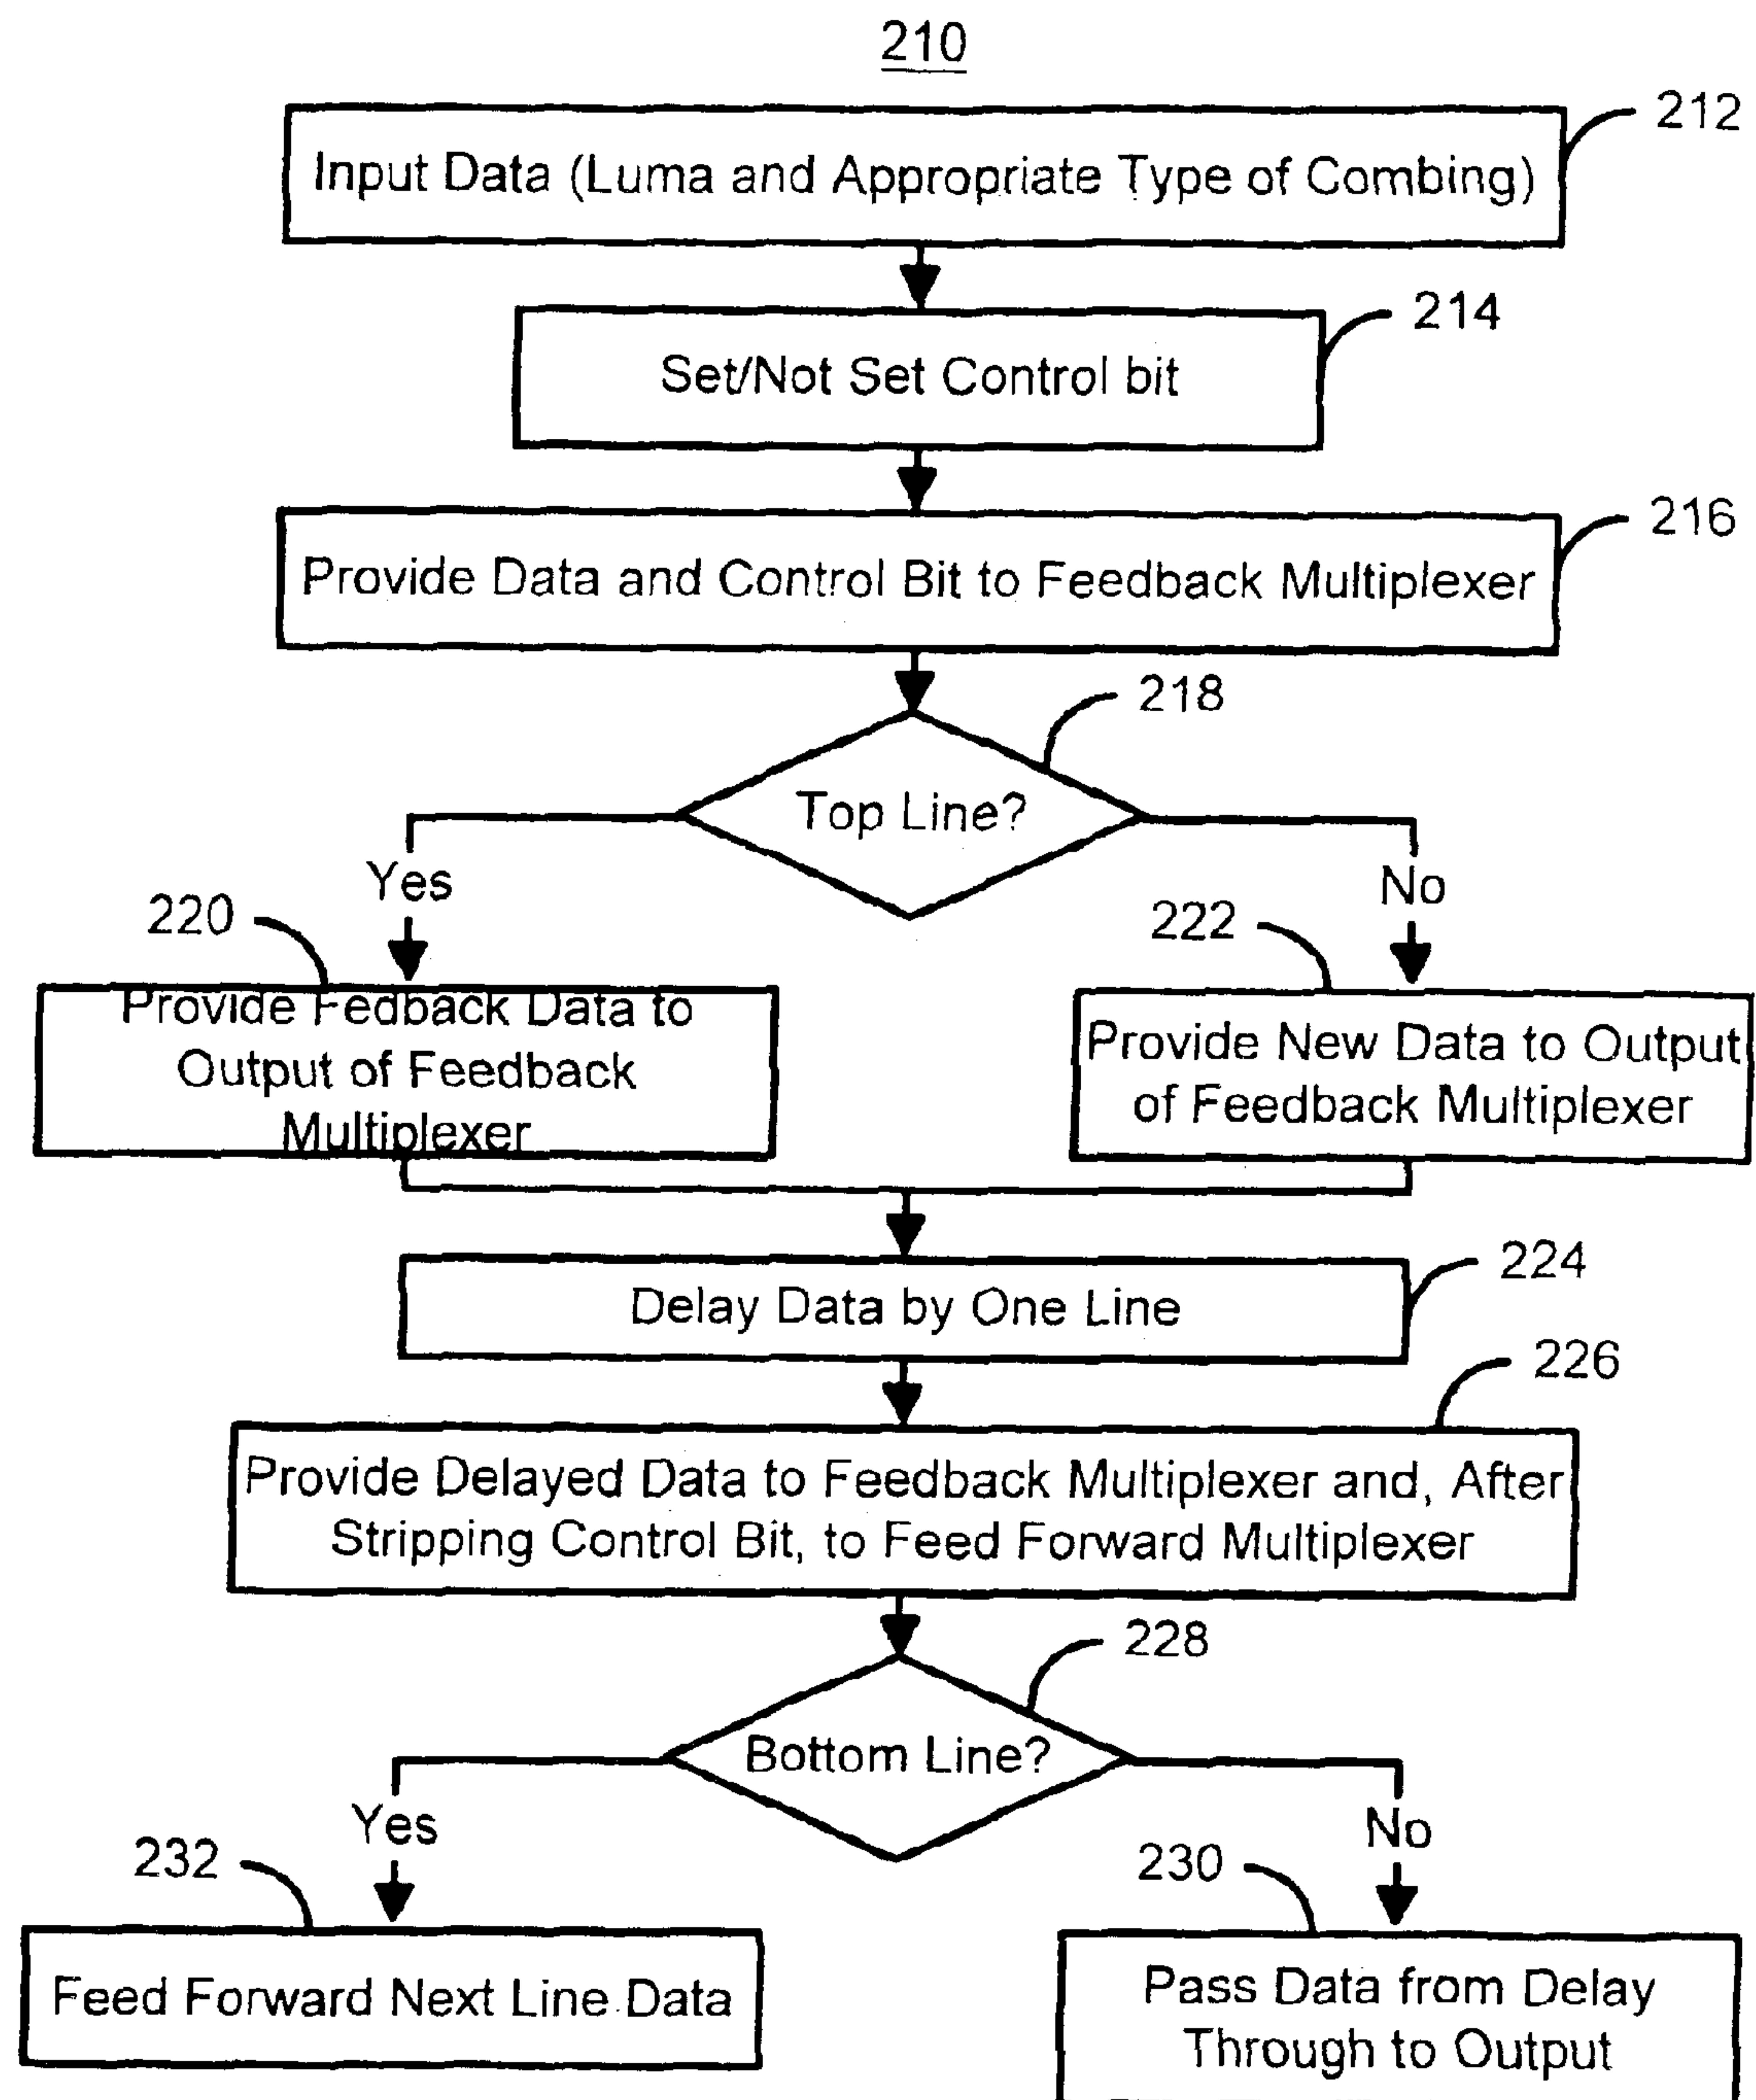 210
212
Input Data (Luma and Appropriate Type of Combing)
214
Set/Not Set Control bit
216
Provide Data and Control Bit to Feedback Multiplexer
218
Top Line?
Yes
No
220
222
Provide Fedback Data to
Output of Feedback
Multiplexer
Provide New Data to Output
of Feedback Multiplexer
224
Delay Data by One Line
226
Provide Delayed Data to Feedback Multiplexer and, After
Stripping Control Bit, to Feed Forward Multiplexer
228
Bottom Line?
Yes
No
232
230
Feed Forward Next Line Data
Pass Data from Delay
Through to Output